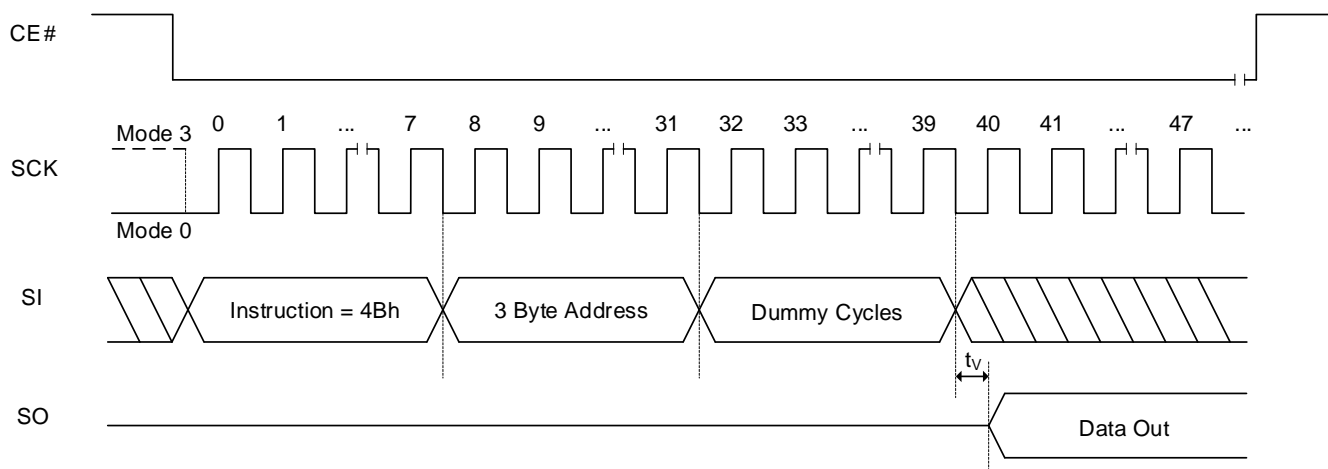 CE#
Mode 3 0 1 ... 7 8 9 ... 31 32 33 ... 39 40 41 ... 47 ...
SCK
Mode 0
SI Instruction = 4Bh 3 Byte Address Dummy Cycles
tV
SO Data Out